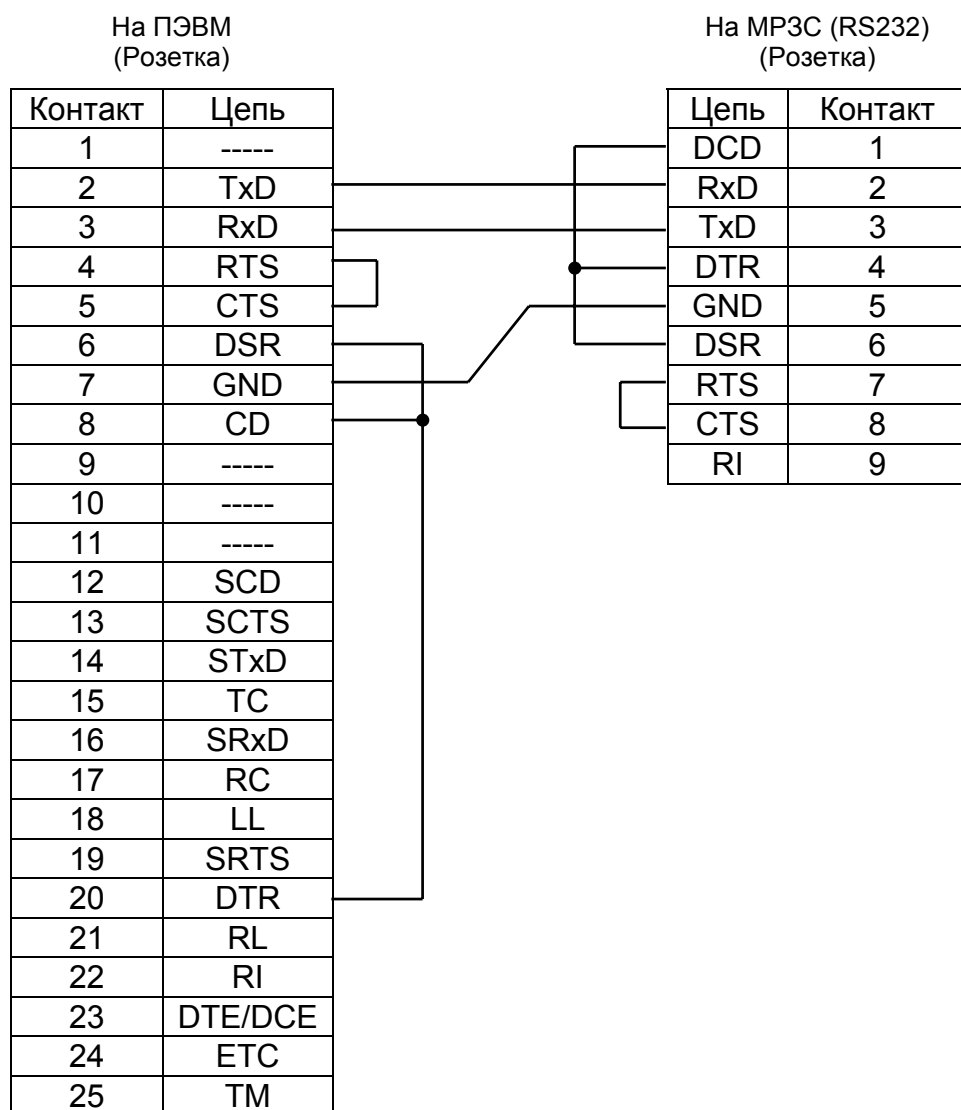 На ПЭВМ
(Розетка)
На МРЗС (RS232)
(Розетка)
Контакт Цепь
1 -----
2 TxD
3 RxD
4 RTS
5 CTS
6 DSR
7 GND
8 CD
9 -----
10 -----
11 -----
12 SCD
13 SCTS
14 STxD
15 TC
16 SRxD
17 RC
18 LL
19 SRTS
20 DTR
21 RL
22 RI
23 DTE/DCE
24 ETC
25 TM
Цепь Контакт
DCD 1
RxD 2
TxD 3
DTR 4
GND 5
DSR 6
RTS 7
CTS 8
RI 9